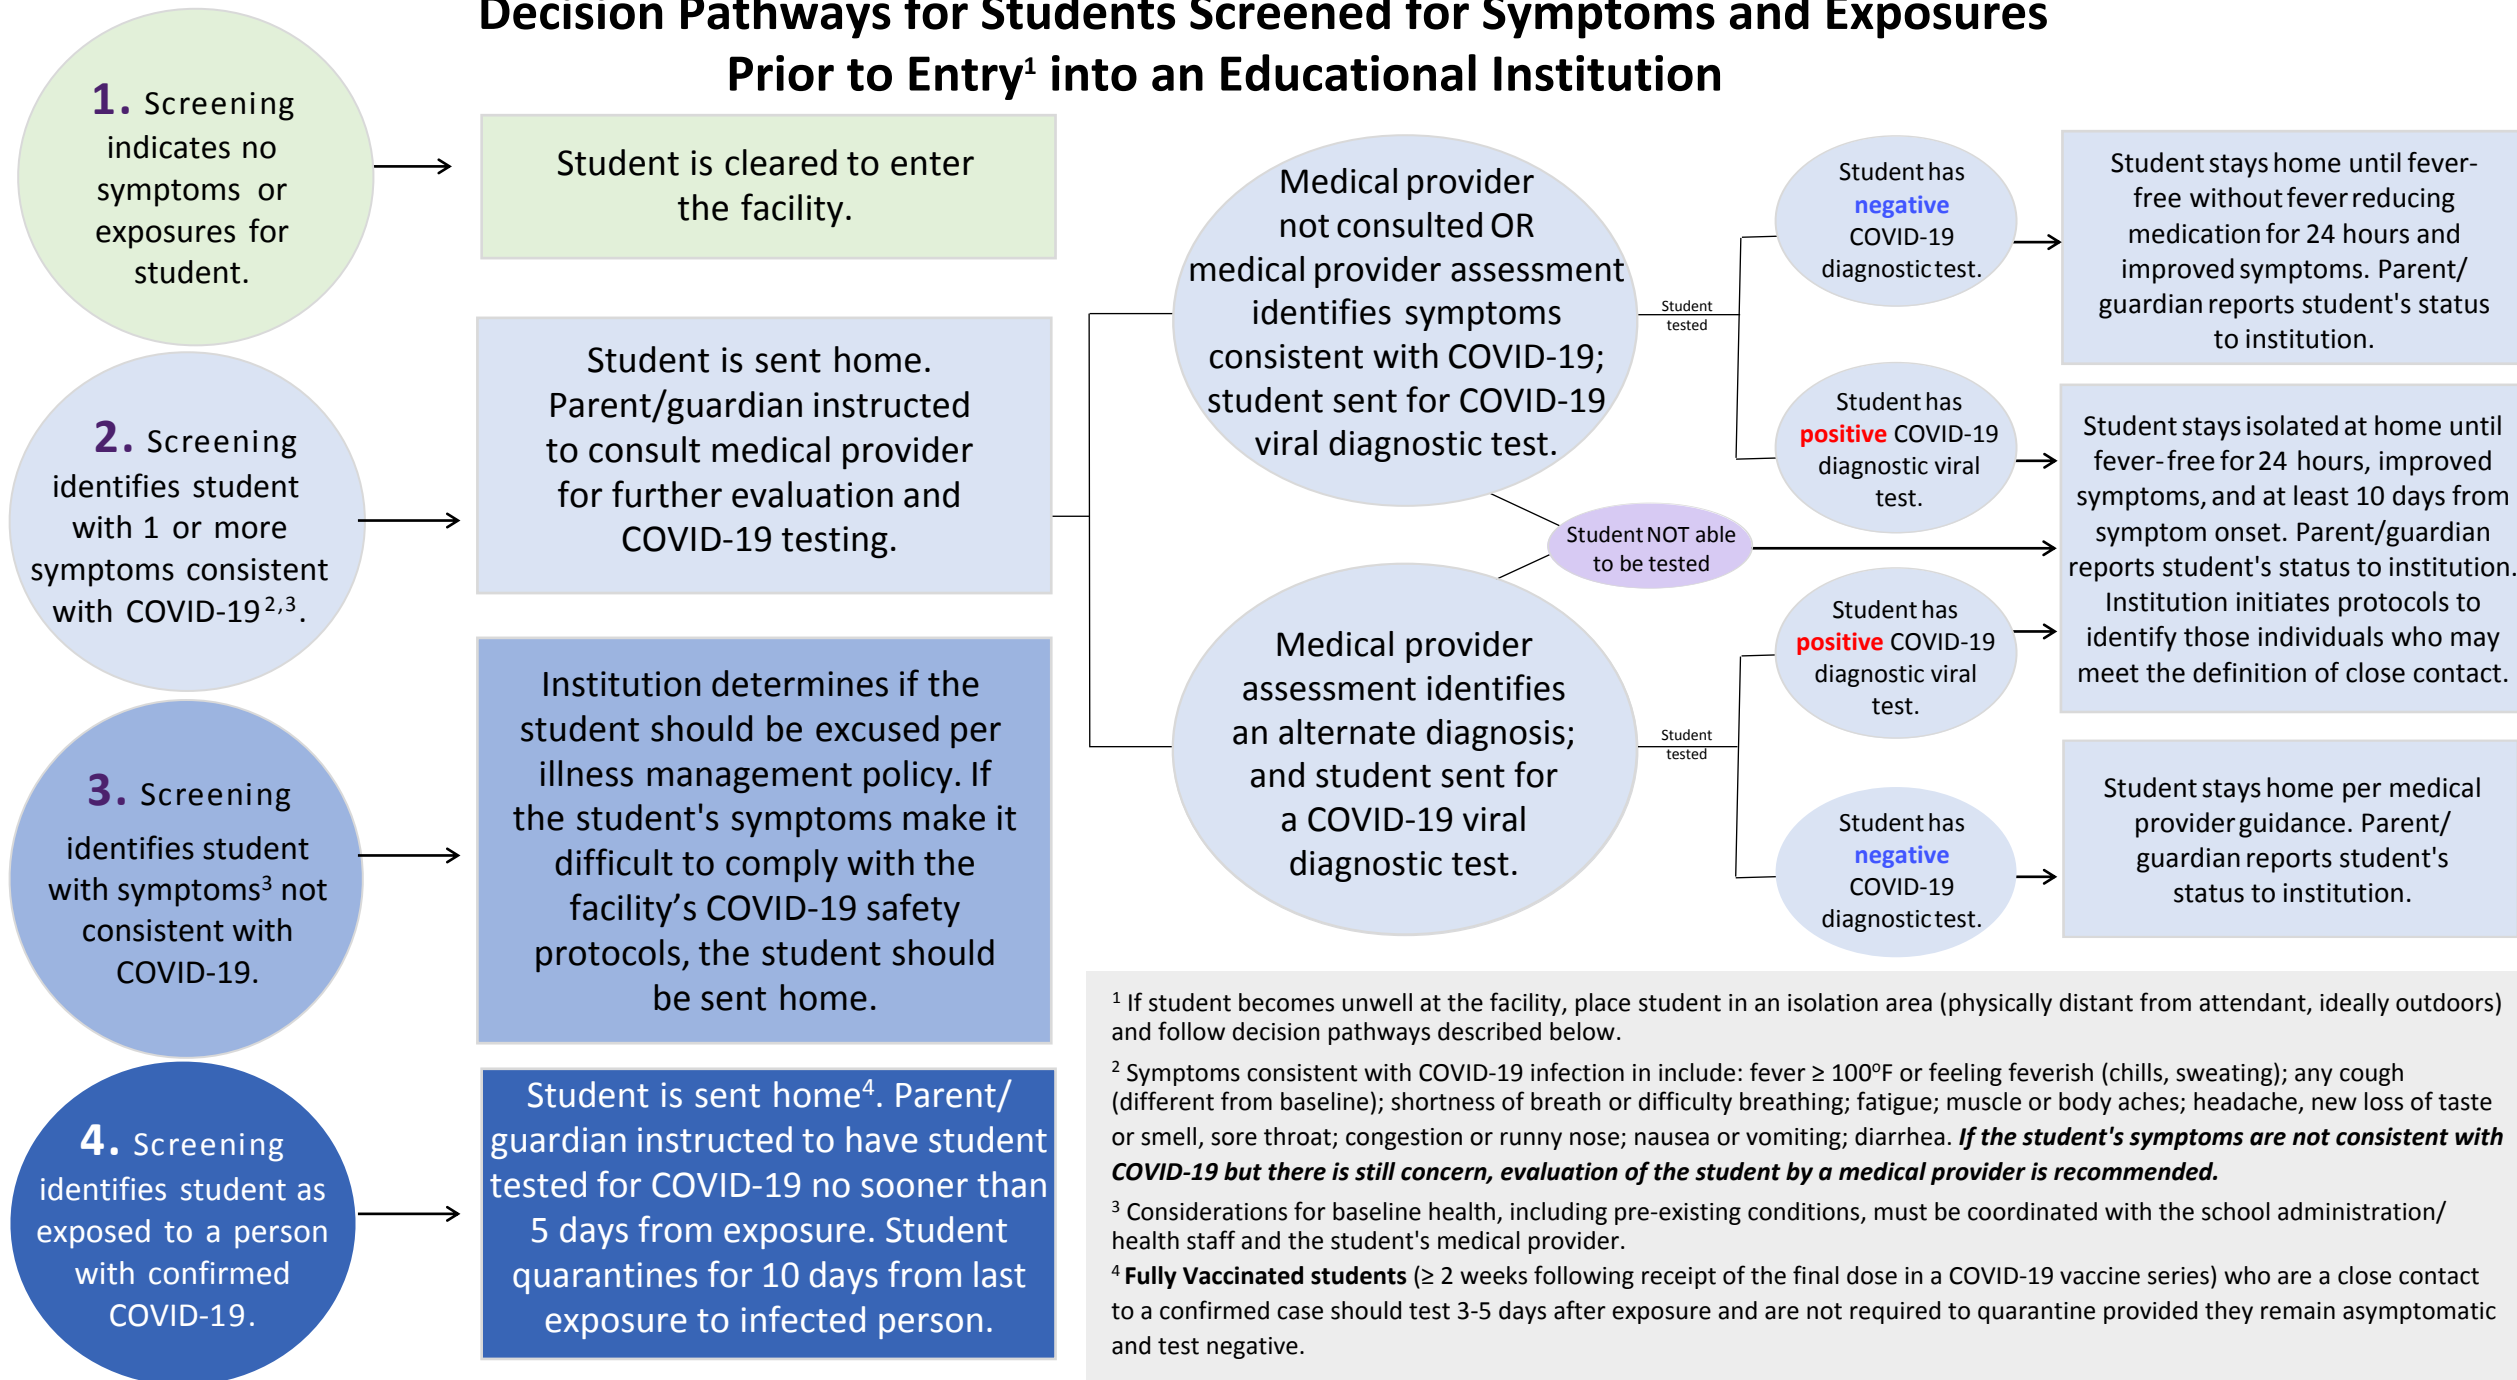 Decision Pathways for Students Screened for Symptoms and Exposures
Prior to Entry¹ into an Educational Institution
1. Screening
indicates no
symptoms or
exposures for
student.
Student is cleared to enter
the facility.
2. Screening
identifies student
with 1 or more
symptoms consistent
with COVID-19²,³.
Student is sent home.
Parent/guardian instructed
to consult medical provider
for further evaluation and
COVID-19 testing.
3. Screening
identifies student
with symptoms³ not
consistent with
COVID-19.
Institution determines if the
student should be excused per
illness management policy. If
the student's symptoms make it
difficult to comply with the
facility’s COVID-19 safety
protocols, the student should
be sent home.
4. Screening
identifies student as
exposed to a person
with confirmed
COVID-19.
Student is sent home⁴. Parent/
guardian instructed to have student
tested for COVID-19 no sooner than
5 days from exposure. Student
quarantines for 10 days from last
exposure to infected person.
Medical provider
not consulted OR
medical provider assessment
identifies symptoms
consistent with COVID-19;
student sent for COVID-19
viral diagnostic test.
Student
tested
Student has
negative
COVID-19
diagnostic test.
Student stays home until fever-
free without fever reducing
medication for 24 hours and
improved symptoms. Parent/
guardian reports student's status
to institution.
Student has
positive COVID-19
diagnostic viral
test.
Student NOT able
to be tested
Student stays isolated at home until
fever-free for 24 hours, improved
symptoms, and at least 10 days from
symptom onset. Parent/guardian
reports student's status to institution.
Institution initiates protocols to
identify those individuals who may
meet the definition of close contact.
Medical provider
assessment identifies
an alternate diagnosis;
and student sent for
a COVID-19 viral
diagnostic test.
Student
tested
Student has
positive COVID-19
diagnostic viral
test.
Student has
negative
COVID-19
diagnostic test.
Student stays home per medical
provider guidance. Parent/
guardian reports student's
status to institution.
¹ If student becomes unwell at the facility, place student in an isolation area (physically distant from attendant, ideally outdoors)
and follow decision pathways described below.
² Symptoms consistent with COVID-19 infection in include: fever ≥ 100ºF or feeling feverish (chills, sweating); any cough
(different from baseline); shortness of breath or difficulty breathing; fatigue; muscle or body aches; headache, new loss of taste
or smell, sore throat; congestion or runny nose; nausea or vomiting; diarrhea. If the student's symptoms are not consistent with
COVID-19 but there is still concern, evaluation of the student by a medical provider is recommended.
³ Considerations for baseline health, including pre-existing conditions, must be coordinated with the school administration/
health staff and the student's medical provider.
⁴ Fully Vaccinated students (≥ 2 weeks following receipt of the final dose in a COVID-19 vaccine series) who are a close contact
to a confirmed case should test 3-5 days after exposure and are not required to quarantine provided they remain asymptomatic
and test negative.